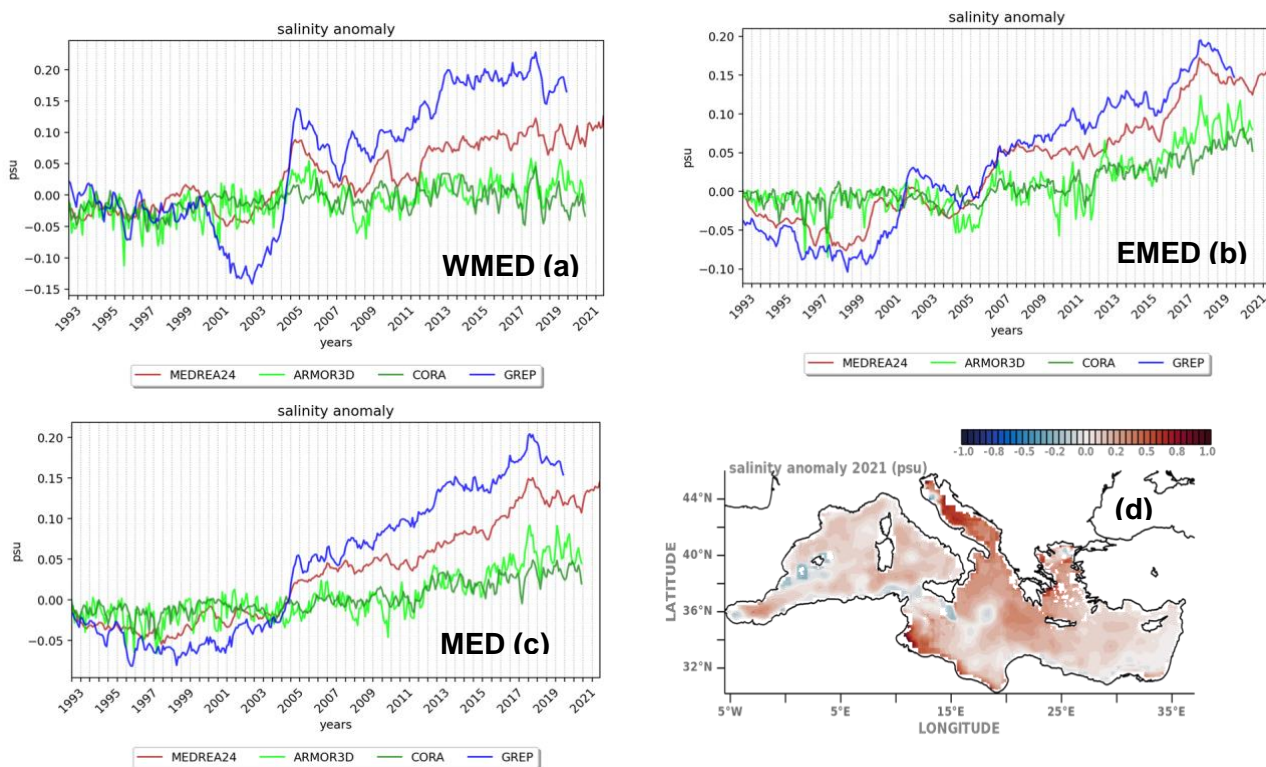 salinity anomaly
0.20
0.15
0.10
0.05
0.00
−0.05
−0.10
−0.15
psu
1993 1995 1997 1999 2001 2003 2005 2007 2009 2011 2013 2015 2017 2019 2021
years
WMED (a)
MEDREA24 ARMOR3D CORA GREP
salinity anomaly
0.20
0.15
0.10
0.05
0.00
−0.05
−0.10
psu
1993 1995 1997 1999 2001 2003 2005 2007 2009 2011 2013 2015 2017 2019 2021
years
EMED (b)
MEDREA24 ARMOR3D CORA GREP
salinity anomaly
0.20
0.15
0.10
0.05
0.00
−0.05
psu
1993 1995 1997 1999 2001 2003 2005 2007 2009 2011 2013 2015 2017 2019 2021
years
MED (c)
MEDREA24 ARMOR3D CORA GREP
-1.0 -0.8 -0.5 -0.2 0.0 0.2 0.5 0.8 1.0
salinity anomaly 2021 (psu)
(d)
44°N
40°N
36°N
32°N
LATITUDE
5°W 5°E 15°E 25°E 35°E
LONGITUDE